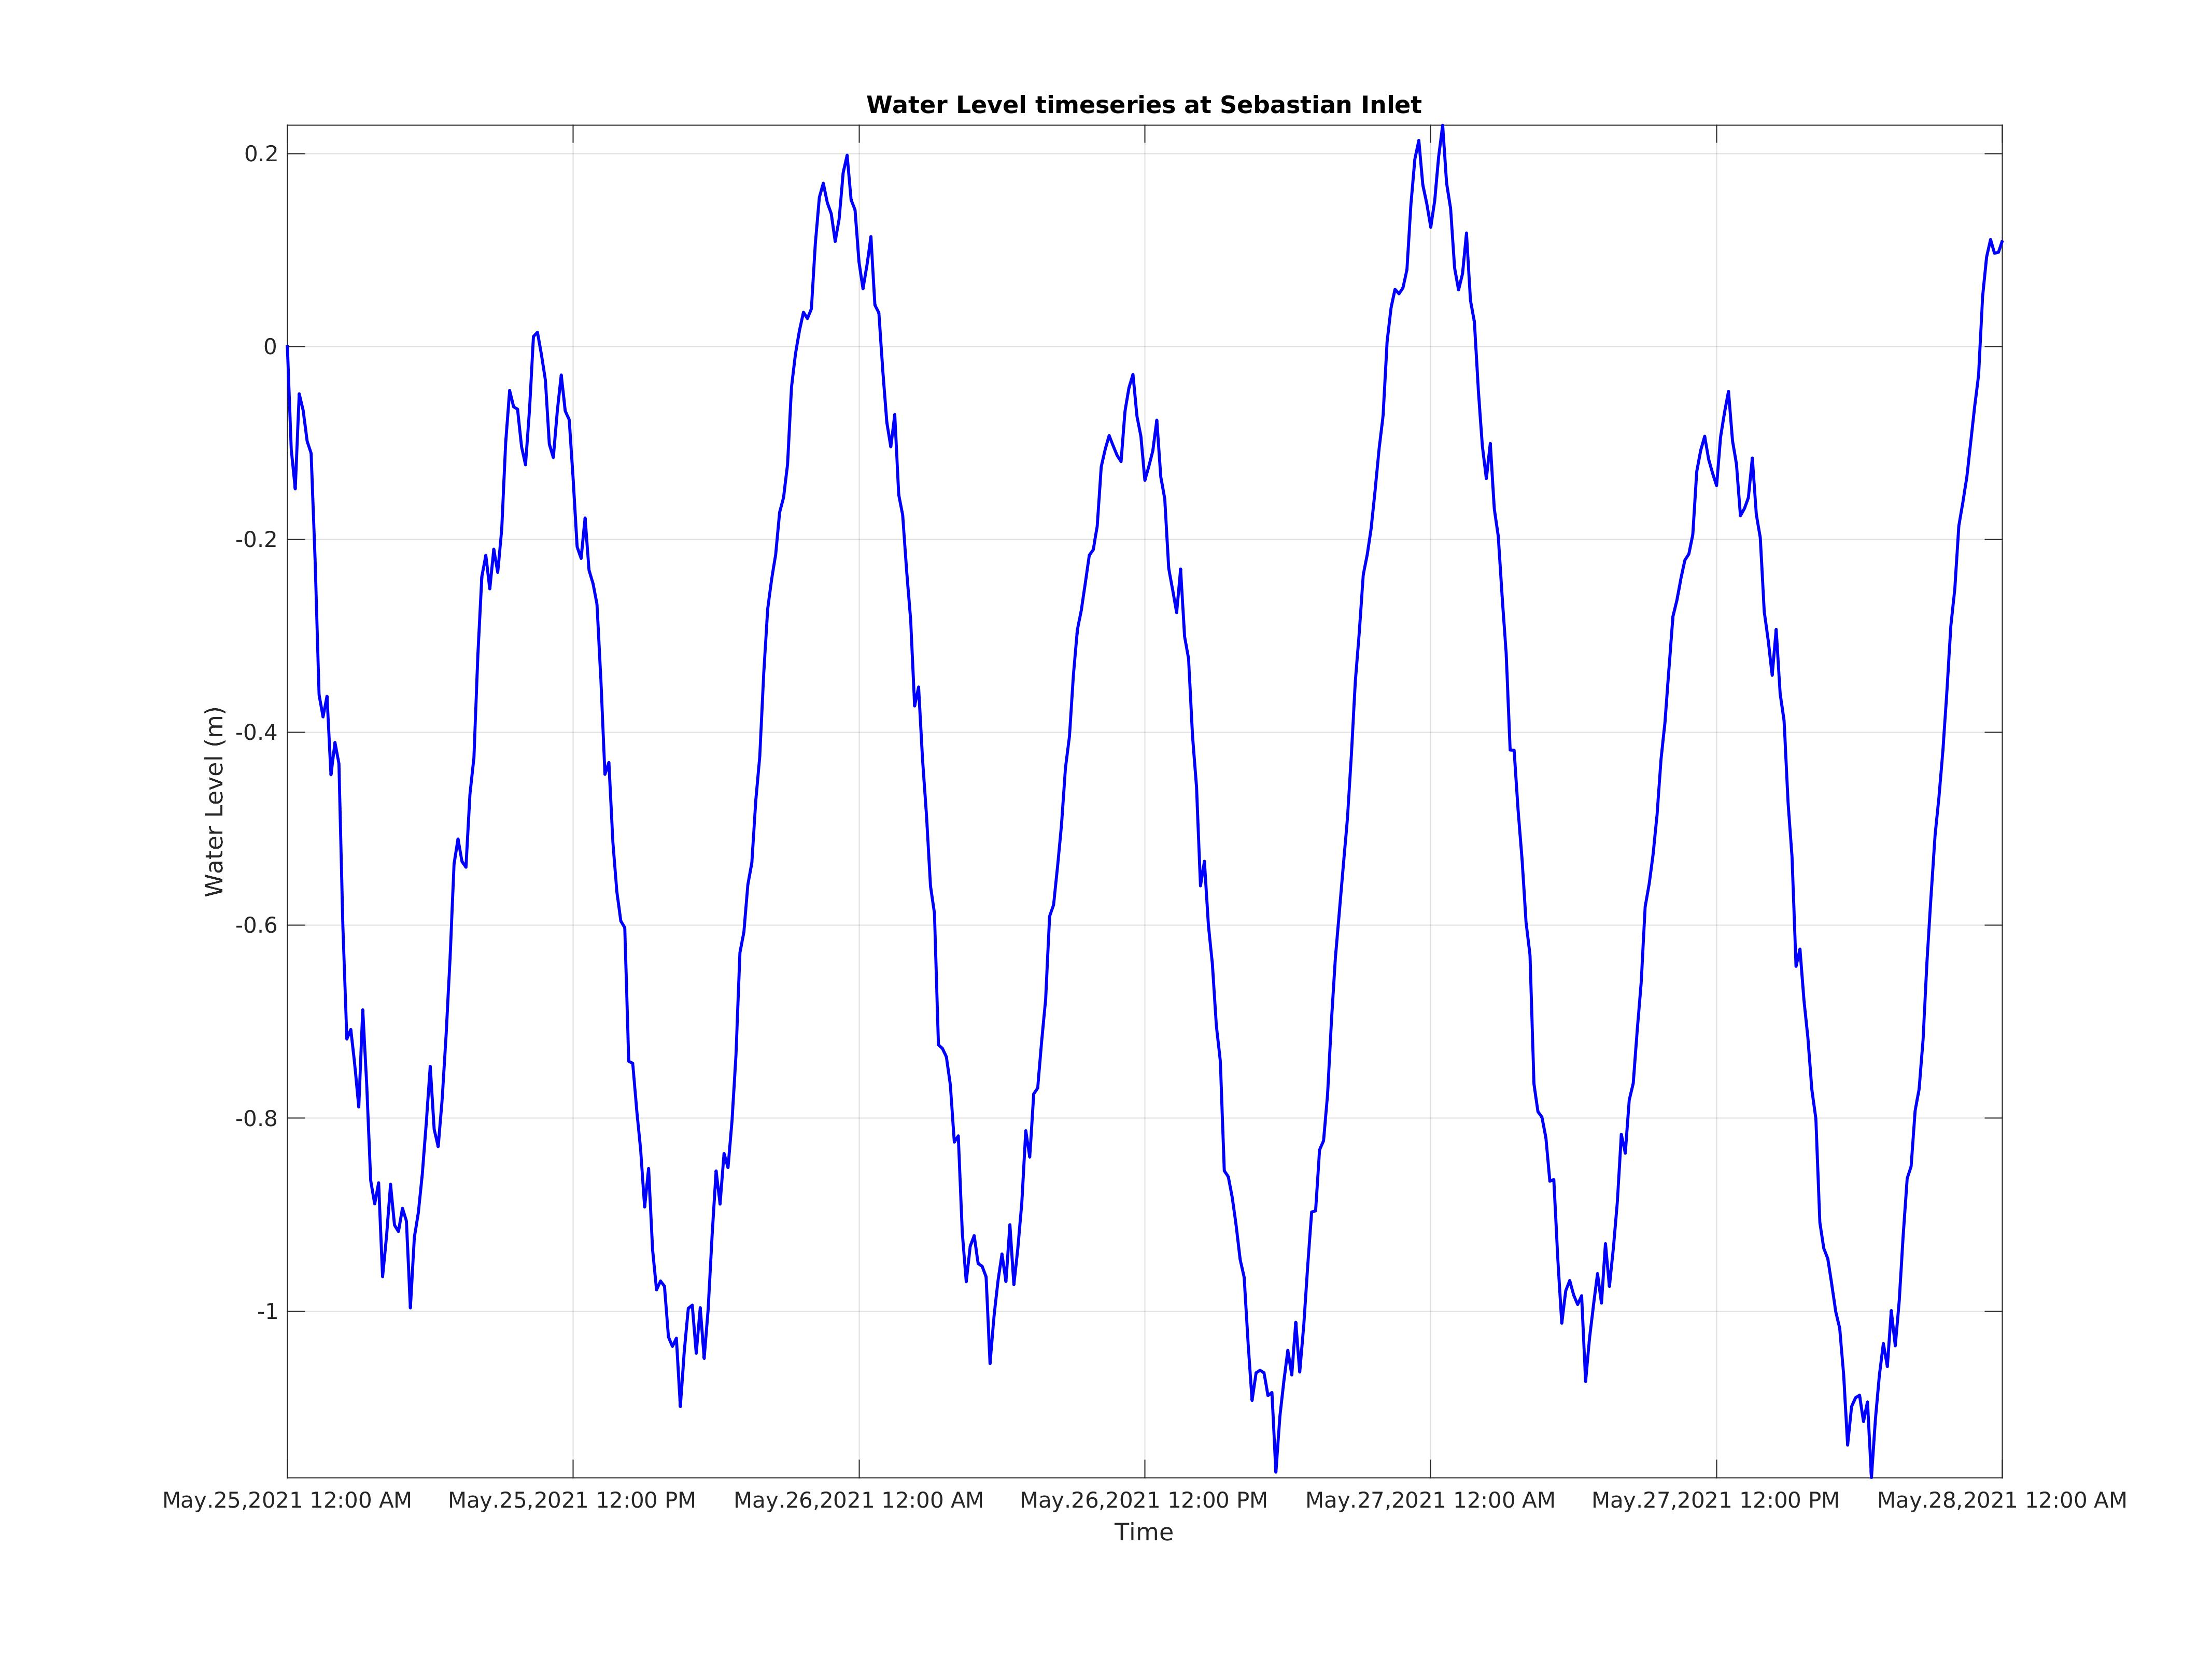 Water Level timeseries at Sebastian Inlet
0.2
0
-0.2
-0.4
-0.6
-0.8
-1
Water Level (m)
May.25,2021 12:00 AM
May.25,2021 12:00 PM
May.26,2021 12:00 AM
May.26,2021 12:00 PM
May.27,2021 12:00 AM
May.27,2021 12:00 PM
May.28,2021 12:00 AM
Time